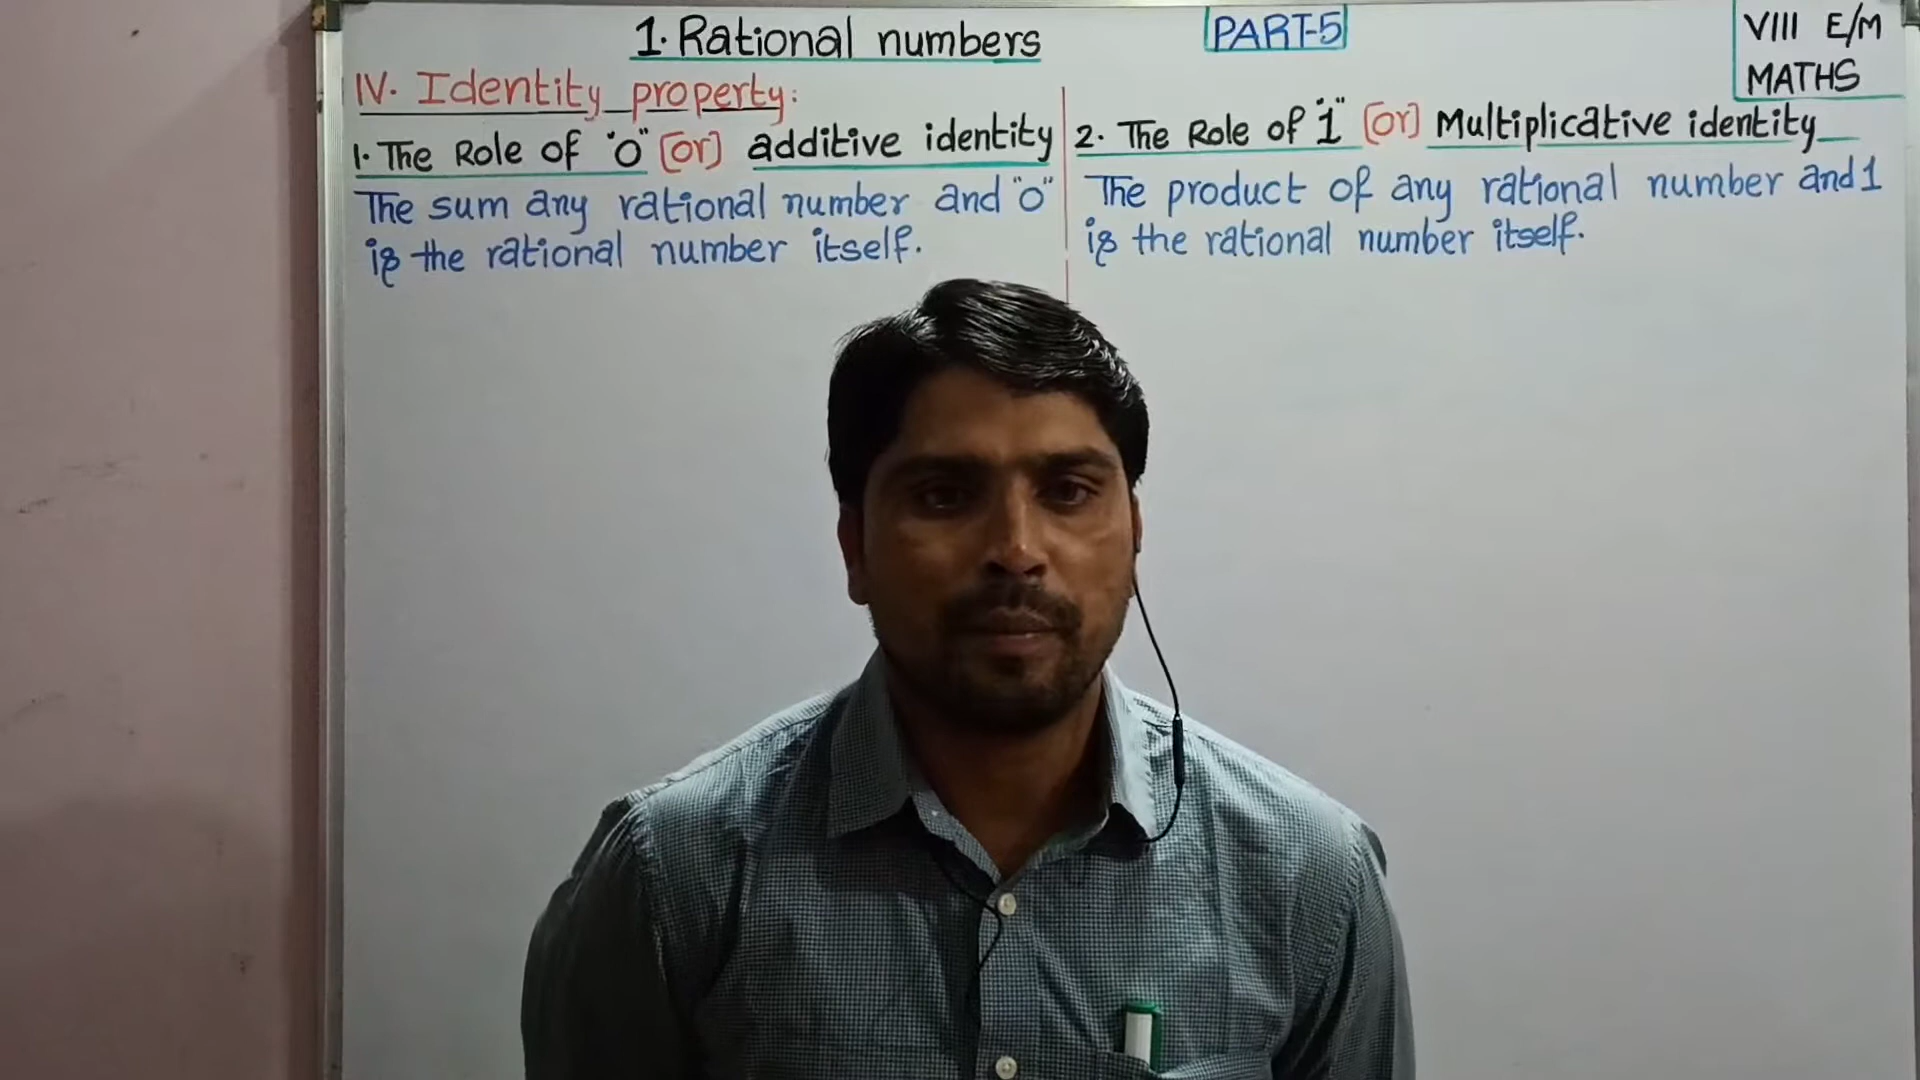 1. Rational numbers
PART-5
VIII E/M
MATHS
IV. Identity property:
1. The Role of "0" [or] additive identity
The sum any rational number and "0"
is the rational number itself.
2. The Role of "1" [or] Multiplicative identity
The product of any rational number and 1
is the rational number itself.